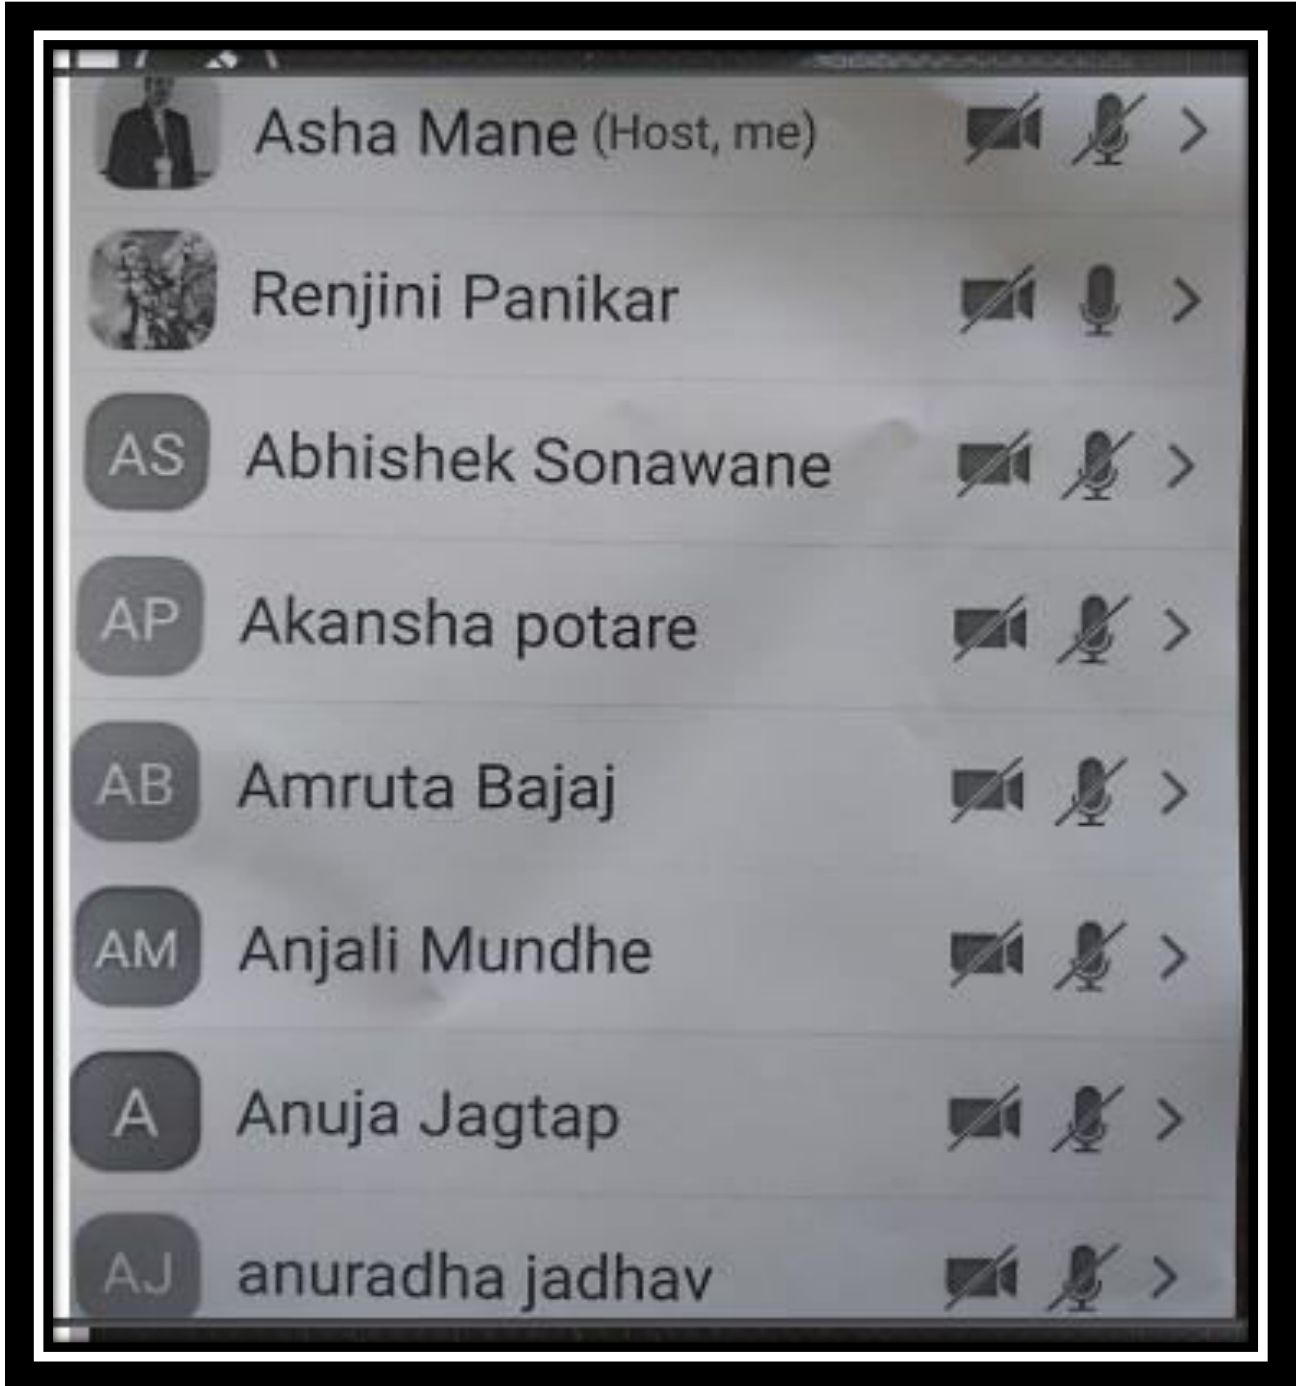 Asha Mane (Host, me)
Renjini Panikar
AS Abhishek Sonawane
AP Akansha potare
AB Amruta Bajaj
AM Anjali Mundhe
A Anuja Jagtap
AJ anuradha jadhav